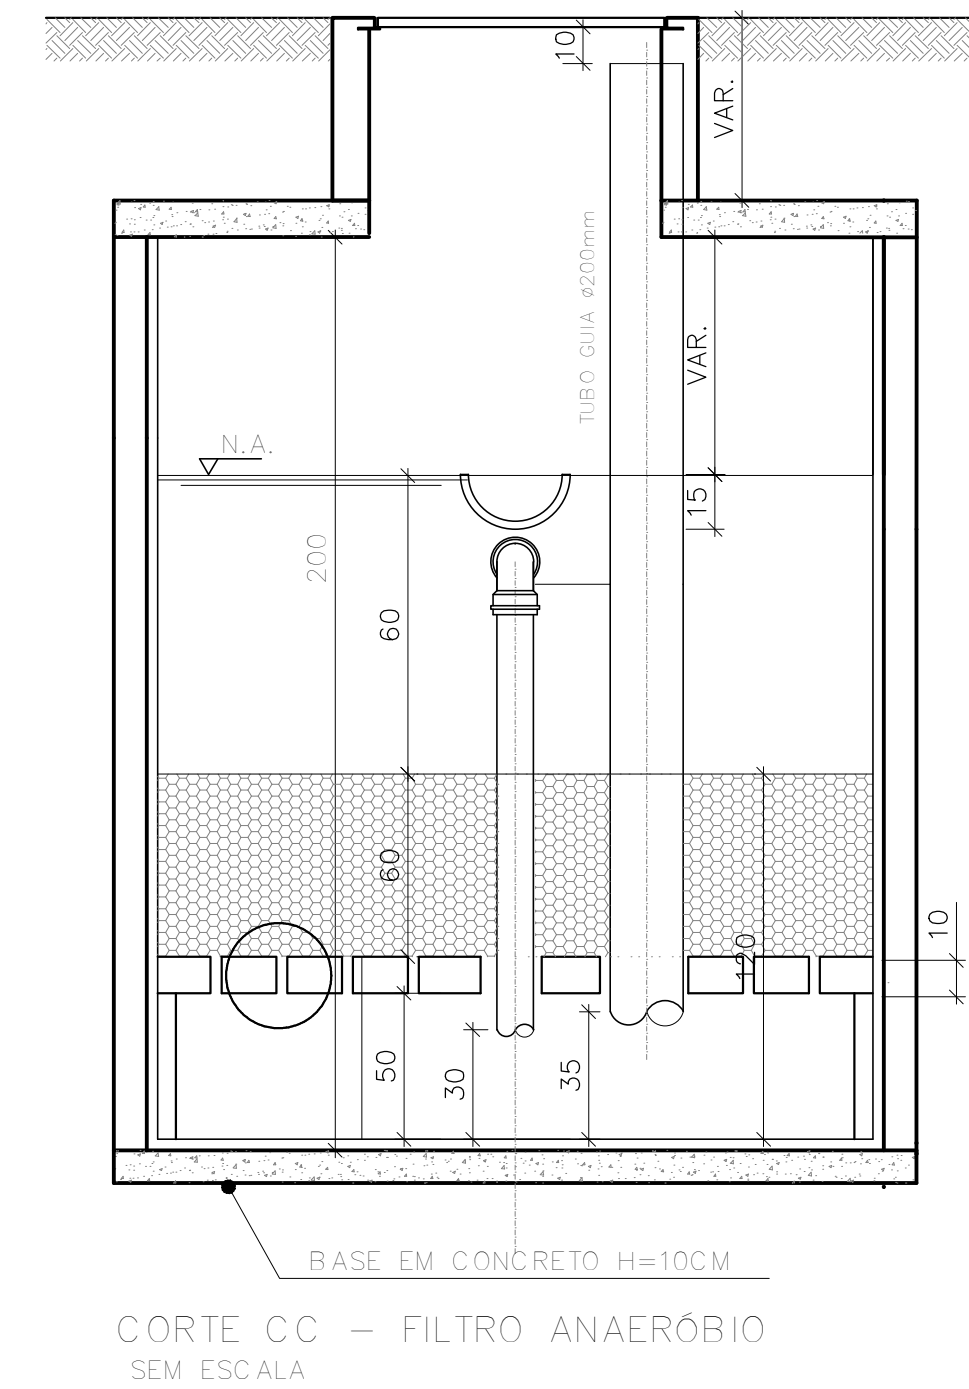 10
VAR.
TUBO GUIA ø200mm
VAR.
N.A.
15
200
60
60
120
10
50
30
35
BASE EM CONCRETO H=10CM
CORTE CC – FILTRO ANAERÓBIO
SEM ESCALA